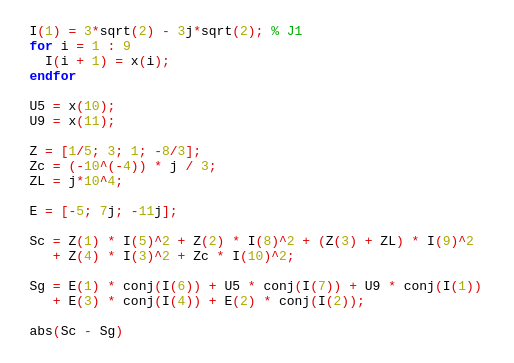 I(1) = 3*sqrt(2) - 3j*sqrt(2); % J1
for i = 1 : 9
  I(i + 1) = x(i);
endfor

U5 = x(10);
U9 = x(11);

Z = [1/5; 3; 1; -8/3];
Zc = (-10^(-4)) * j / 3;
ZL = j*10^4;

E = [-5; 7j; -11j];

Sc = Z(1) * I(5)^2 + Z(2) * I(8)^2 + (Z(3) + ZL) * I(9)^2
   + Z(4) * I(3)^2 + Zc * I(10)^2;

Sg = E(1) * conj(I(6)) + U5 * conj(I(7)) + U9 * conj(I(1))
   + E(3) * conj(I(4)) + E(2) * conj(I(2));

abs(Sc - Sg)